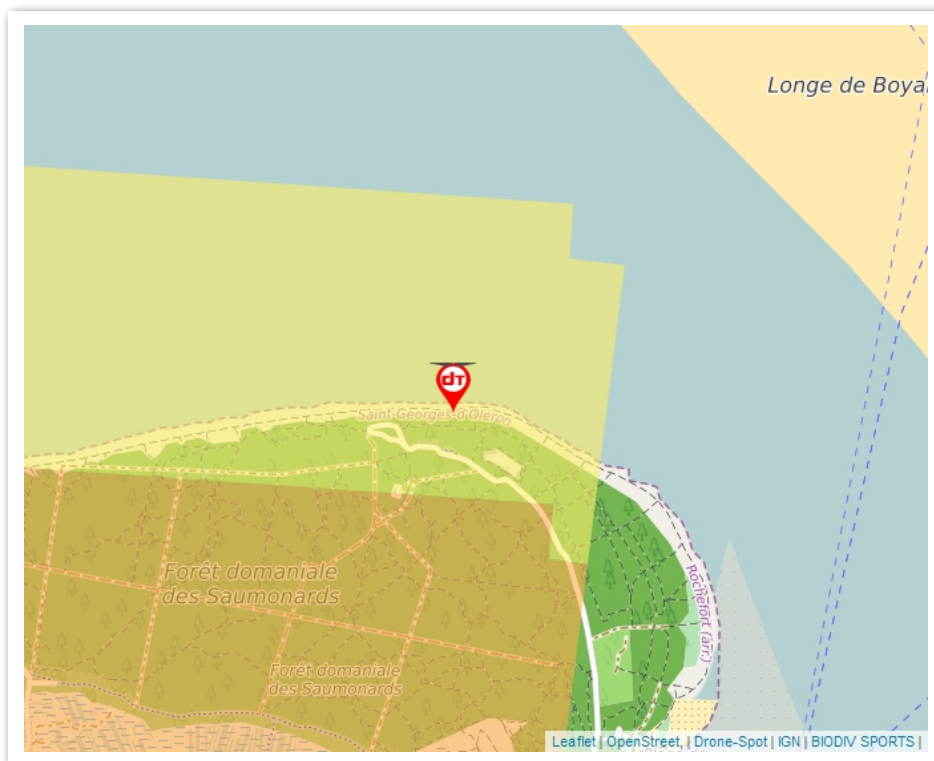 Longe de Boya
dT
Saint-Georges-d'Oléron
Forêt domaniale
des Saumonards
Rochefort (arr.)
Forêt domaniale
des Saumonards
Leaflet | OpenStreet, | Drone-Spot | IGN | BIODIV SPORTS |